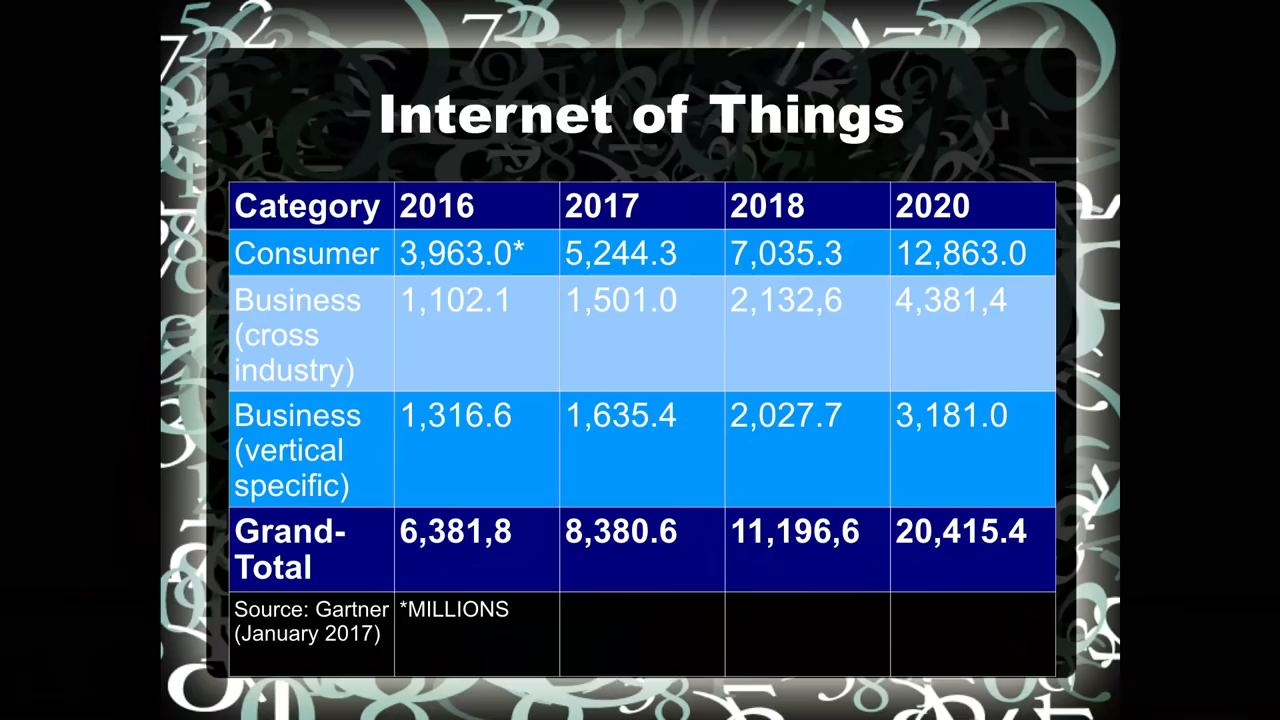 Internet of Things
Category 2016 2017 2018 2020
Consumer 3,963.0* 5,244.3 7,035.3 12,863.0
Business 1,102.1 1,501.0 2,132,6 4,381,4
(cross
industry)
Business 1,316.6 1,635.4 2,027.7 3,181.0
(vertical
specific)
Grand- 6,381,8 8,380.6 11,196,6 20,415.4
Total
Source: Gartner *MILLIONS
(January 2017)